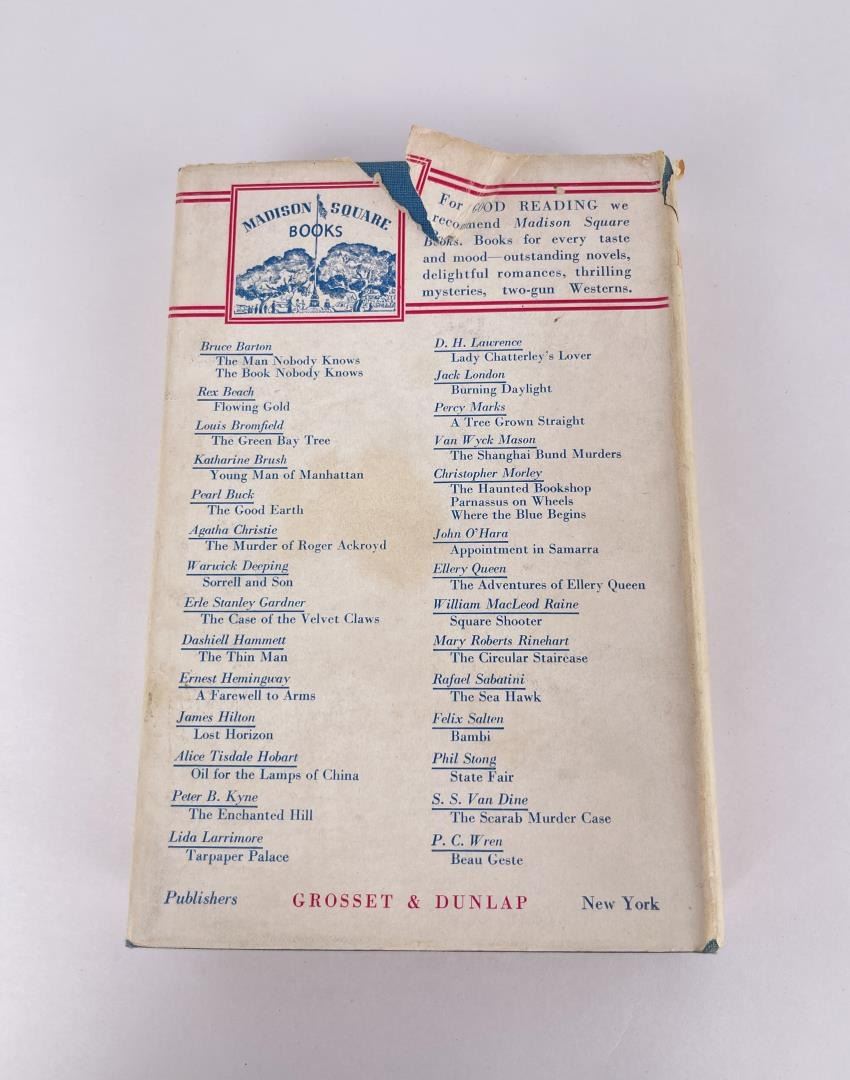 MADISON SQUARE
BOOKS
For GOOD READING we
recommend Madison Square
Books. Books for every taste
and mood—outstanding novels,
delightful romances, thrilling
mysteries, two-gun Westerns.
Bruce Barton
The Man Nobody Knows
The Book Nobody Knows
Rex Beach
Flowing Gold
Louis Bromfield
The Green Bay Tree
Katharine Brush
Young Man of Manhattan
Pearl Buck
The Good Earth
Agatha Christie
The Murder of Roger Ackroyd
Warwick Deeping
Sorrell and Son
Erle Stanley Gardner
The Case of the Velvet Claws
Dashiell Hammett
The Thin Man
Ernest Hemingway
A Farewell to Arms
James Hilton
Lost Horizon
Alice Tisdale Hobart
Oil for the Lamps of China
Peter B. Kyne
The Enchanted Hill
Lida Larrimore
Tarpaper Palace
D. H. Lawrence
Lady Chatterley's Lover
Jack London
Burning Daylight
Percy Marks
A Tree Grown Straight
Van Wyck Mason
The Shanghai Bund Murders
Christopher Morley
The Haunted Bookshop
Parnassus on Wheels
Where the Blue Begins
John O'Hara
Appointment in Samarra
Ellery Queen
The Adventures of Ellery Queen
William MacLeod Raine
Square Shooter
Mary Roberts Rinehart
The Circular Staircase
Rafael Sabatini
The Sea Hawk
Felix Salten
Bambi
Phil Stong
State Fair
S. S. Van Dine
The Scarab Murder Case
P. C. Wren
Beau Geste
Publishers GROSSET & DUNLAP New York